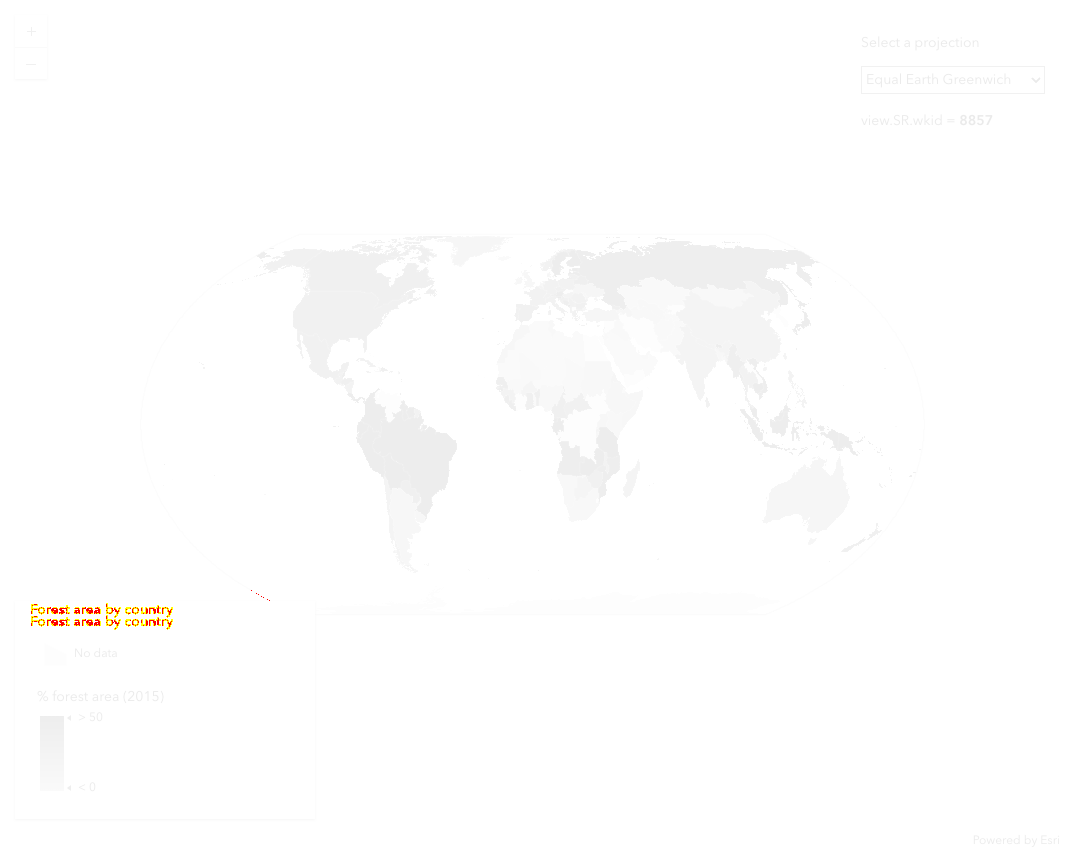 +
Select a projection
−
Equal Earth Greenwich
view.SR.wkid = 8857
Forest area by country
Forest area by country
No data
% forest area (2015)
> 50
< 0
Powered by Esri